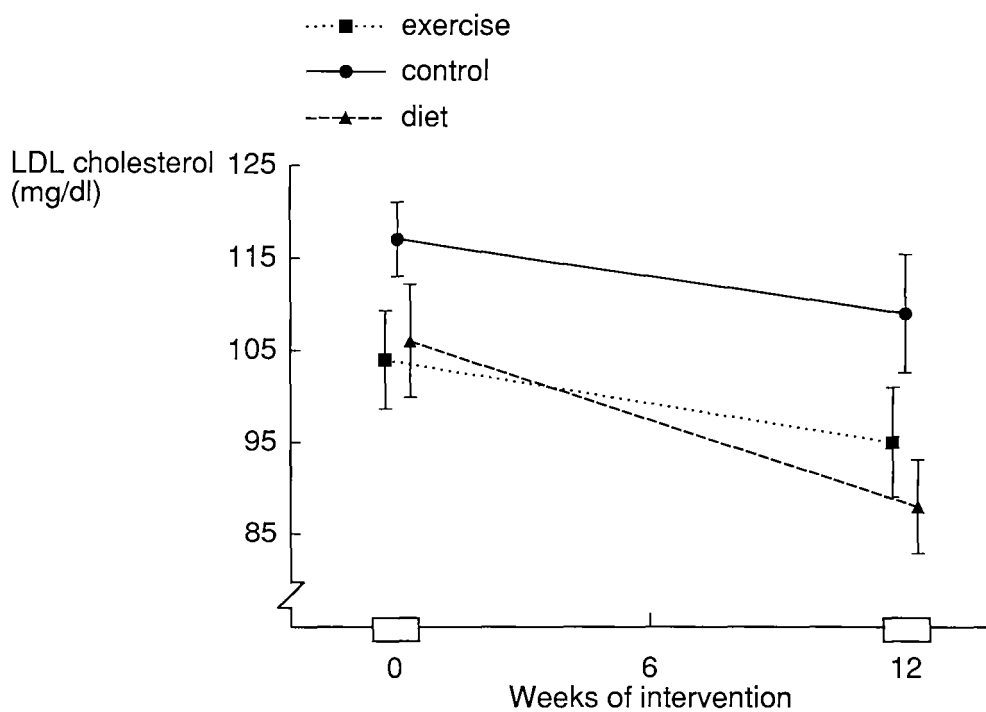 exercise
control
diet
LDL cholesterol
(mg/dl)
125
115
105
95
85
0 6 12
Weeks of intervention